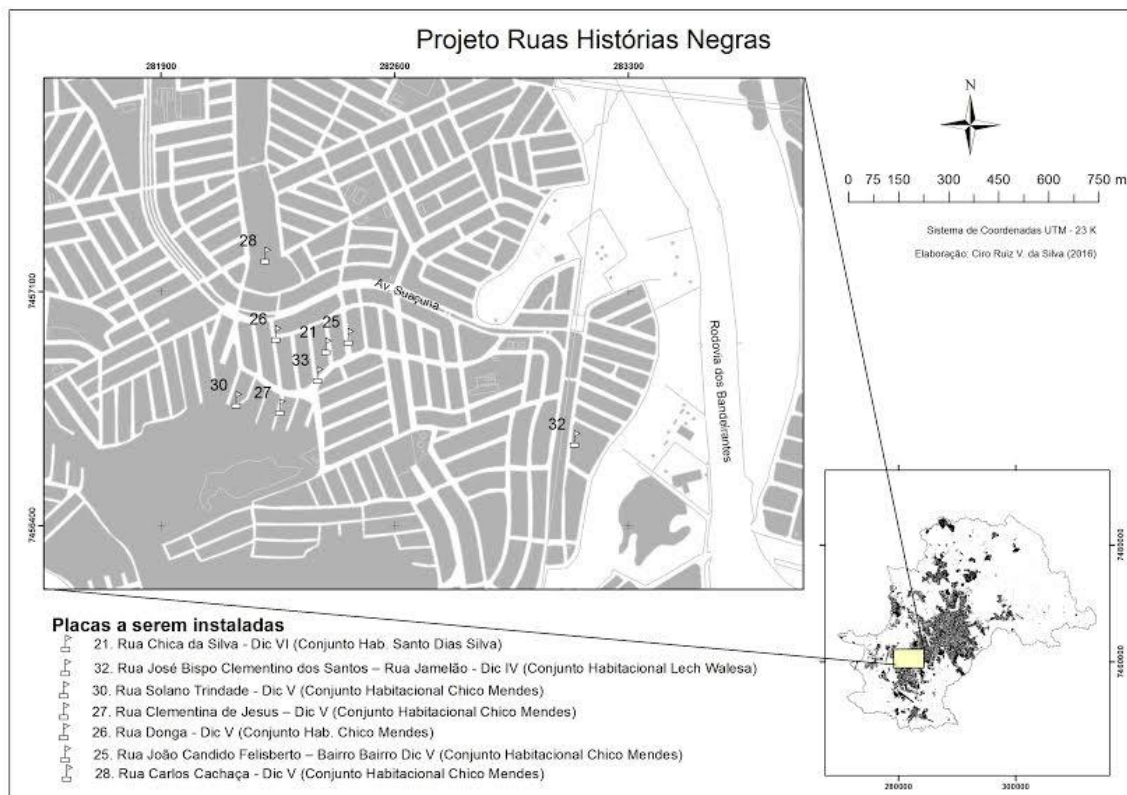 Projeto Ruas Histórias Negras
281900 282600 283300
N
0 75 150 300 450 600 750 m
Sistema de Coordenadas UTM - 23 K
Elaboração: Ciro Ruiz V. da Silva (2016)
28
7457100
Av. Suaçuna
26
21
25
33
30
27
32
Rodovia dos Bandeirantes
7456400
Placas a serem instaladas
21. Rua Chica da Silva - Dic VI (Conjunto Hab. Santo Dias Silva)
32. Rua José Bispo Clementino dos Santos – Rua Jamelão - Dic IV (Conjunto Habitacional Lech Walesa)
30. Rua Solano Trindade - Dic V (Conjunto Habitacional Chico Mendes)
27. Rua Clementina de Jesus – Dic V (Conjunto Habitacional Chico Mendes)
26. Rua Donga - Dic V (Conjunto Hab. Chico Mendes)
25. Rua João Candido Felisberto – Bairro Bairro Dic V (Conjunto Habitacional Chico Mendes)
28. Rua Carlos Cachaça - Dic V (Conjunto Habitacional Chico Mendes)
7460000
280000 300000